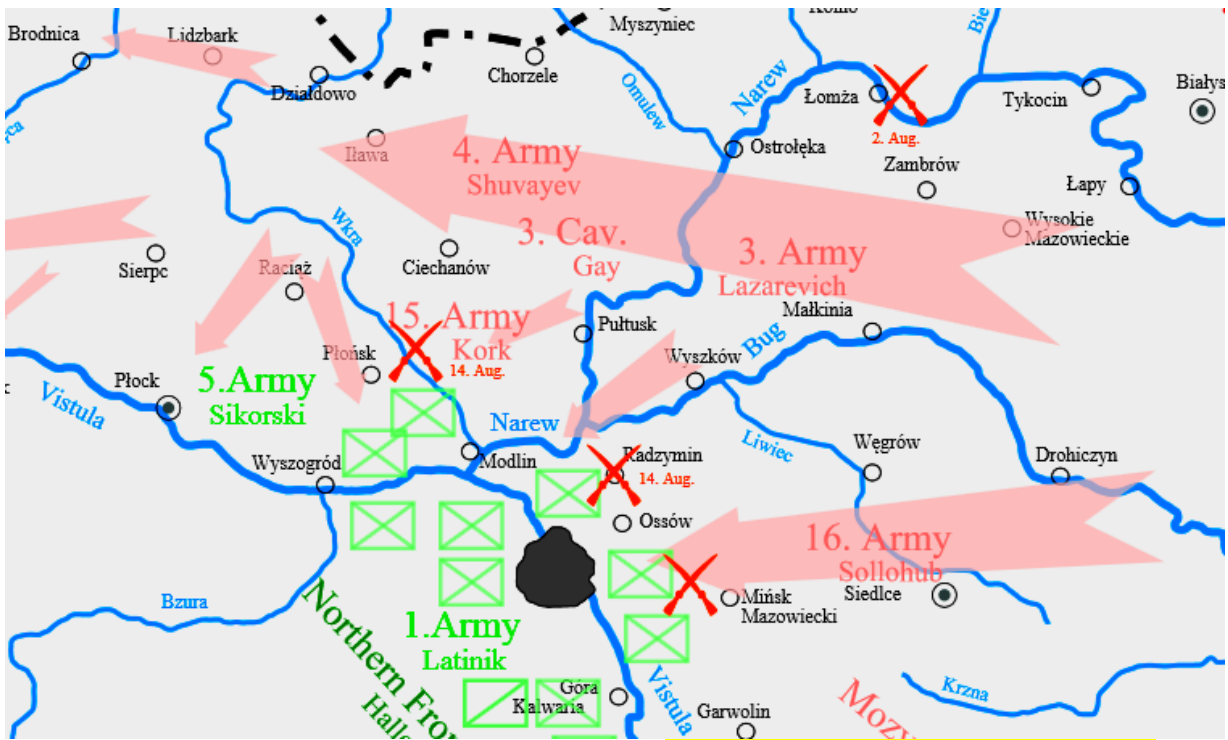 Myszyniec
Brodnica
Lidzbark
Chorzele
Działdowo
Omulew
Narew
Łomża
2. Aug.
Tykocin
Iława
4. Army
Shuvayev
Ostrołęka
Zambrów
Łapy
Wkra
3. Cav.
Gay
Wysokie
Mazowieckie
Sierpc
Raciąż
Ciechanów
3. Army
Lazarevich
15. Army
Kork
14. Aug.
Pułtusk
Małkinia
Bug
Płońsk
Wyszków
Płock
Vistula
5.Army
Sikorski
Narew
Liwiec
Węgrów
Drohiczyn
Wyszogród
Modlin
Radzymin
14. Aug.
Ossów
16. Army
Sollohub
Siedlce
Bzura
Mińsk
Mazowiecki
Northern
1.Army
Latinik
Góra
Kalwaria
Vistula
Garwolin
Krzna